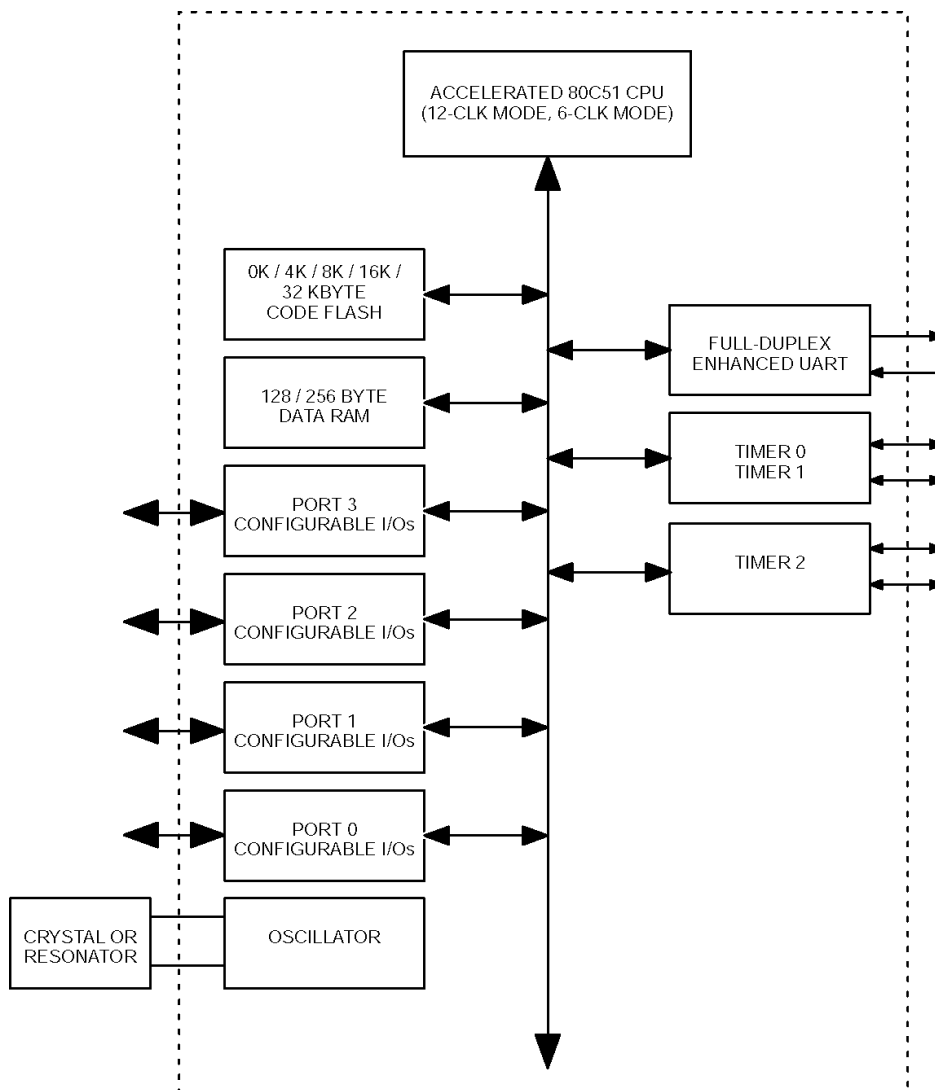 ACCELERATED 80C51 CPU
(12-CLK MODE, 6-CLK MODE)
0K / 4K / 8K / 16K /
32 KBYTE
CODE FLASH
FULL-DUPLEX
ENHANCED UART
128 / 256 BYTE
DATA RAM
TIMER 0
TIMER 1
PORT 3
CONFIGURABLE I/Os
TIMER 2
PORT 2
CONFIGURABLE I/Os
PORT 1
CONFIGURABLE I/Os
PORT 0
CONFIGURABLE I/Os
CRYSTAL OR
RESONATOR
OSCILLATOR